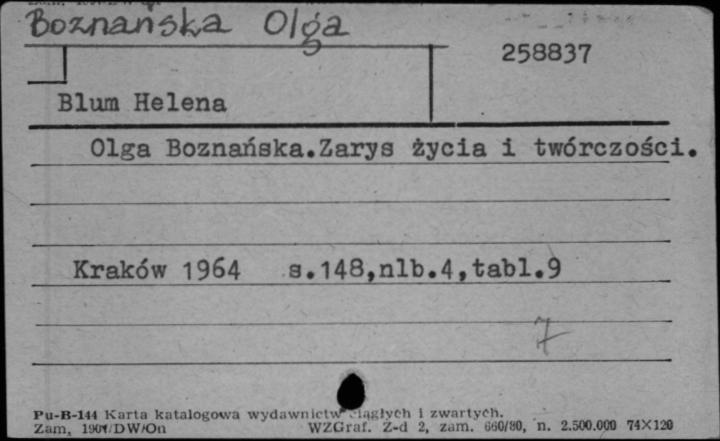 Boznańska Olga
258837
Blum Helena
Olga Boznańska.Zarys życia i twórczości.
Kraków 1964 s.148,nlb.4,tabl.9
7
Pu-B-144 Karta katalogowa wydawnictw ciągłych i zwartych.
Zam, DW/On WZGraf. Z-d 2, zam. 660/80, n. 2.500.000 74X120